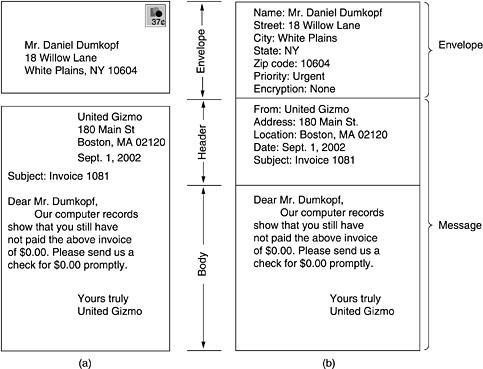 37¢
Mr. Daniel Dumkopf
18 Willow Lane
White Plains, NY 10604
United Gizmo
180 Main St
Boston, MA 02120
Sept. 1, 2002
Subject: Invoice 1081
Dear Mr. Dumkopf,
Our computer records
show that you still have
not paid the above invoice
of $0.00. Please send us a
check for $0.00 promptly.
Yours truly
United Gizmo
(a)
Envelope
Header
Body
Name: Mr. Daniel Dumkopf
Street: 18 Willow Lane
City: White Plains
State: NY
Zip code: 10604
Priority: Urgent
Encryption: None
From: United Gizmo
Address: 180 Main St.
Location: Boston, MA 02120
Date: Sept. 1, 2002
Subject: Invoice 1081
Dear Mr. Dumkopf,
Our computer records
show that you still have
not paid the above invoice
of $0.00. Please send us a
check for $0.00 promptly.
Yours truly
United Gizmo
(b)
Envelope
Message